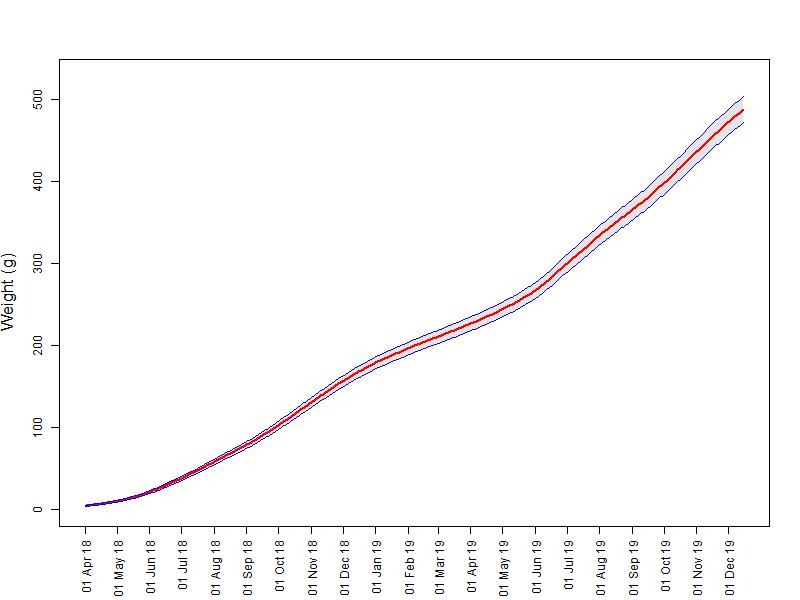 Weight (g)
500
400
300
200
100
0
01 Apr 18
01 May 18
01 Jun 18
01 Jul 18
01 Aug 18
01 Sep 18
01 Oct 18
01 Nov 18
01 Dec 18
01 Jan 19
01 Feb 19
01 Mar 19
01 Apr 19
01 May 19
01 Jun 19
01 Jul 19
01 Aug 19
01 Sep 19
01 Oct 19
01 Nov 19
01 Dec 19